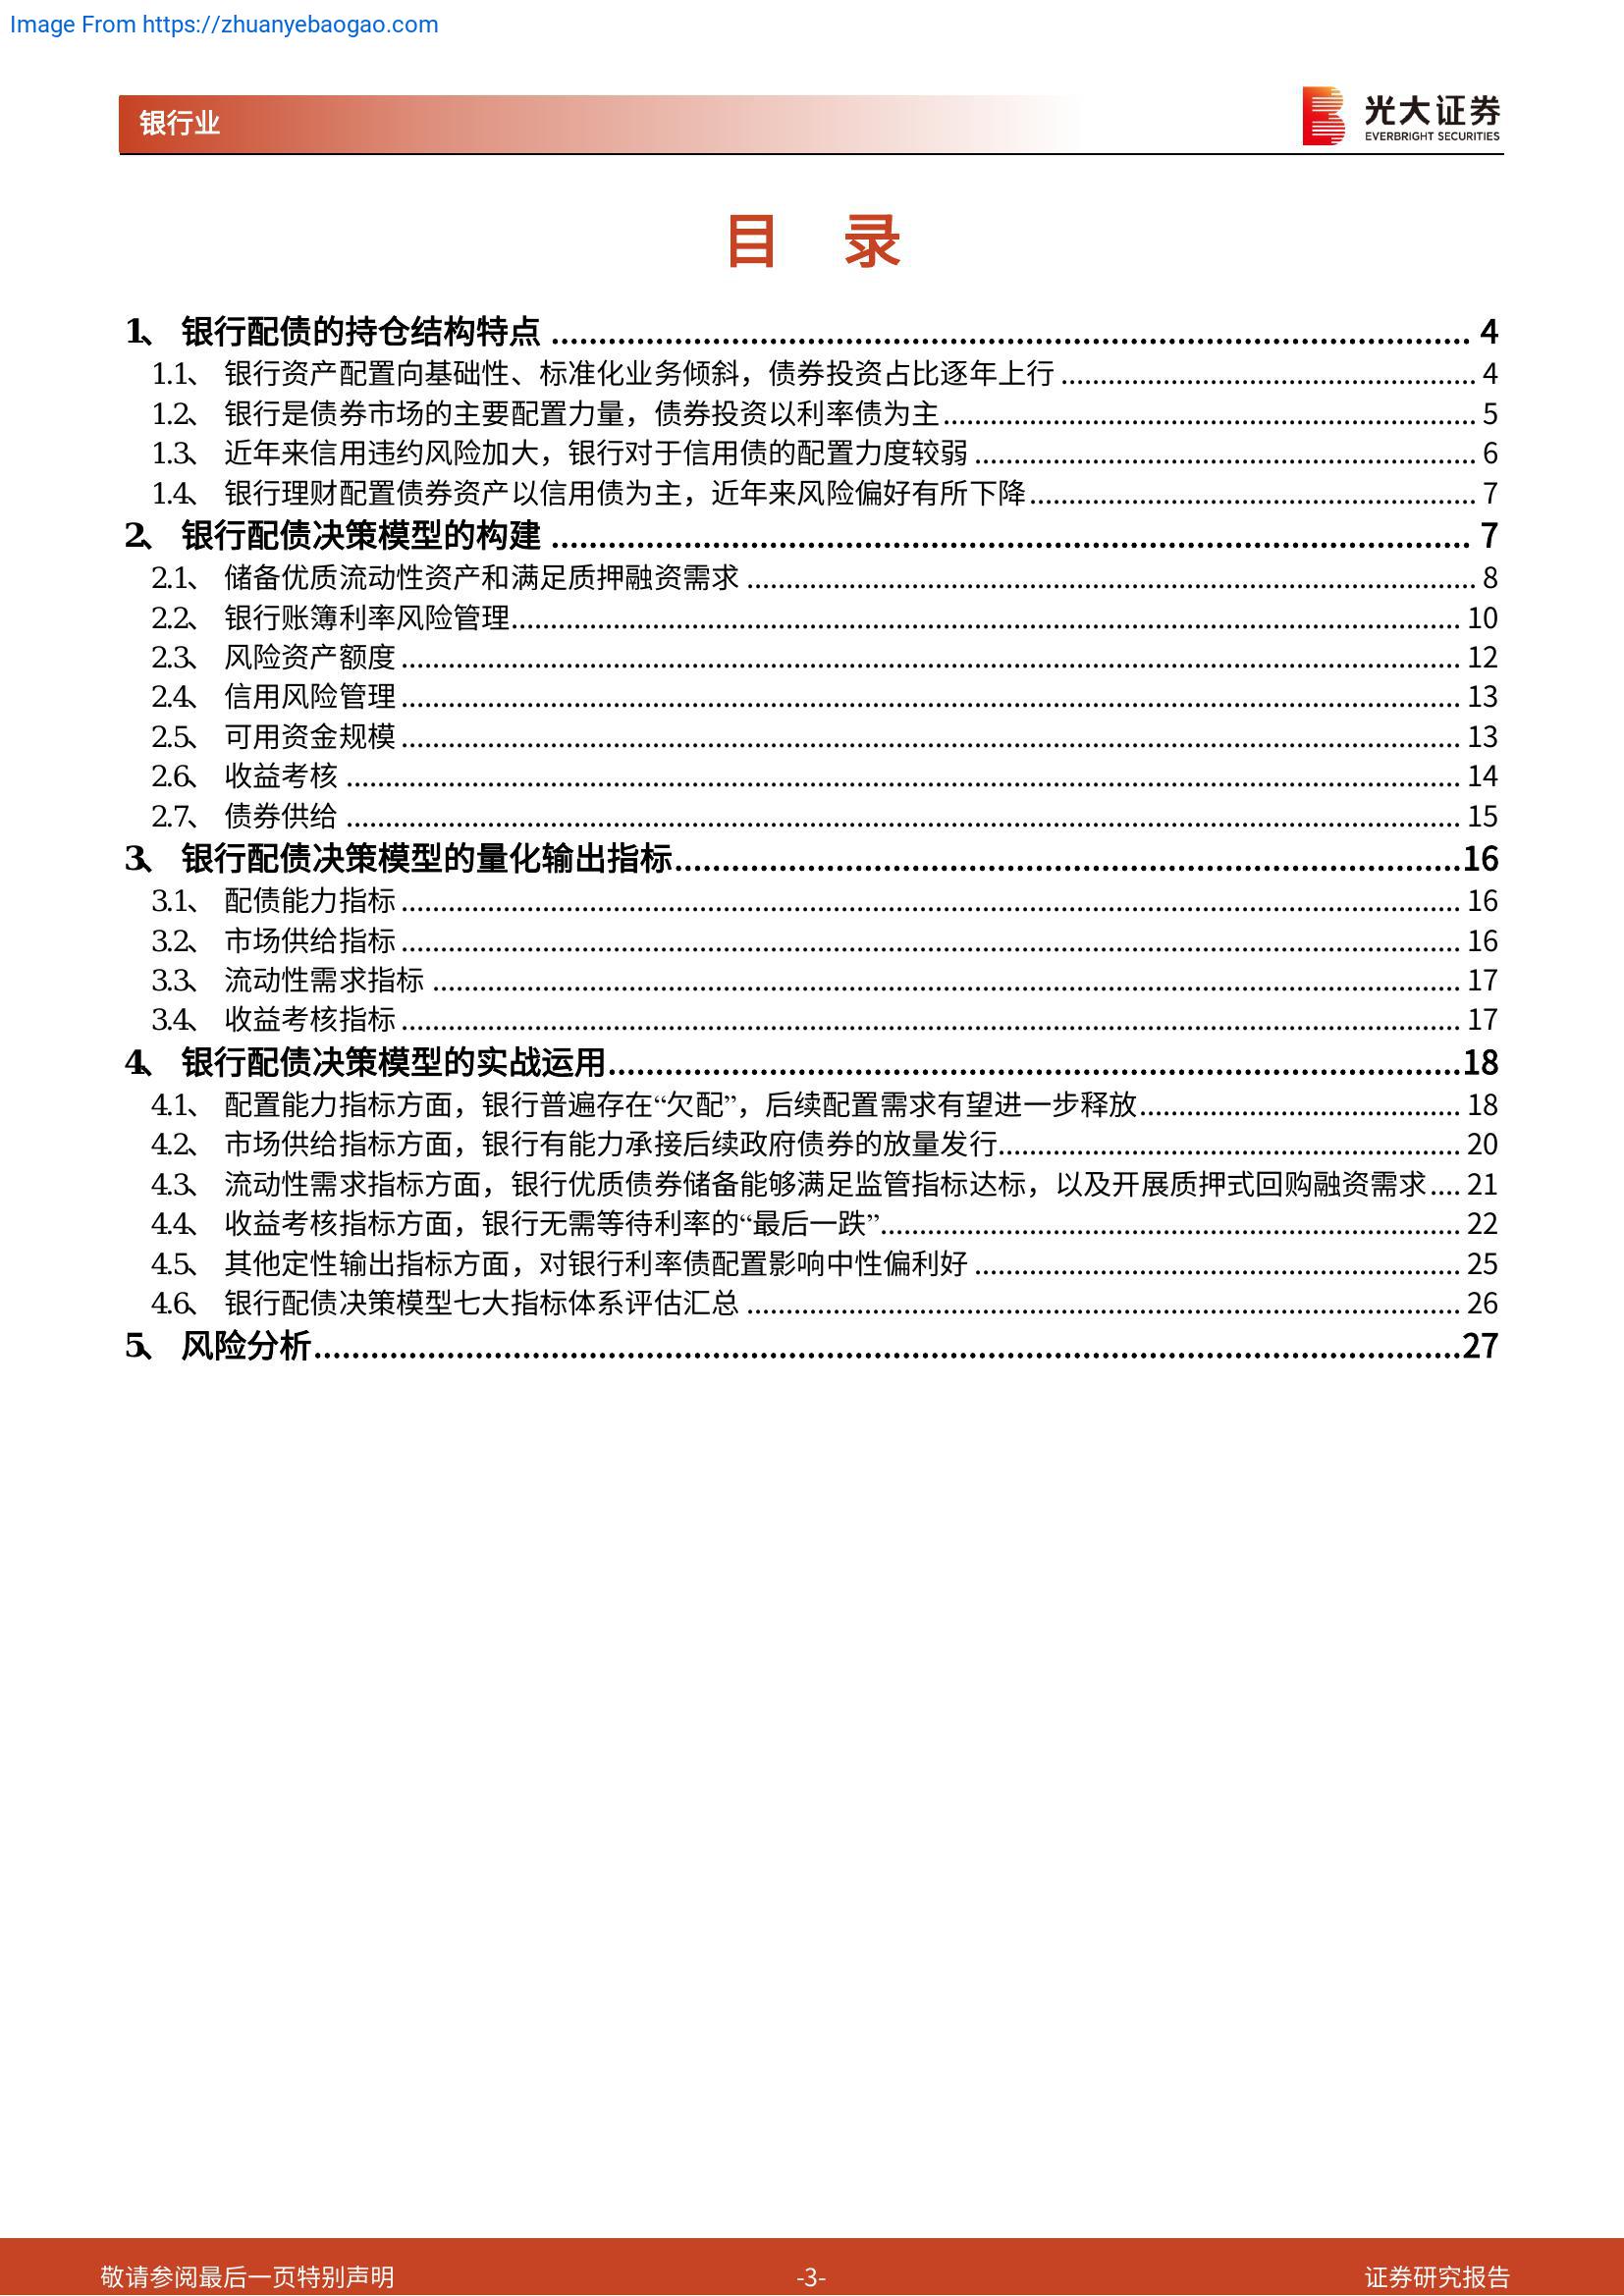 Image From https://zhuanyebaogao.com
银行业
光大证券
EVERBRIGHT SECURITIES
目 录
1、 银行配债的持仓结构特点 ........ 4
1.1、 银行资产配置向基础性、标准化业务倾斜，债券投资占比逐年上行 ........ 4
1.2、 银行是债券市场的主要配置力量，债券投资以利率债为主 ........ 5
1.3、 近年来信用违约风险加大，银行对于信用债的配置力度较弱 ........ 6
1.4、 银行理财配置债券资产以信用债为主，近年来风险偏好有所下降 ........ 7
2、 银行配债决策模型的构建 ........ 7
2.1、 储备优质流动性资产和满足质押融资需求 ........ 8
2.2、 银行账簿利率风险管理 ........ 10
2.3、 风险资产额度 ........ 12
2.4、 信用风险管理 ........ 13
2.5、 可用资金规模 ........ 13
2.6、 收益考核 ........ 14
2.7、 债券供给 ........ 15
3、 银行配债决策模型的量化输出指标 ........ 16
3.1、 配债能力指标 ........ 16
3.2、 市场供给指标 ........ 16
3.3、 流动性需求指标 ........ 17
3.4、 收益考核指标 ........ 17
4、 银行配债决策模型的实战运用 ........ 18
4.1、 配置能力指标方面，银行普遍存在“欠配”，后续配置需求有望进一步释放 ........ 18
4.2、 市场供给指标方面，银行有能力承接后续政府债券的放量发行 ........ 20
4.3、 流动性需求指标方面，银行优质债券储备能够满足监管指标达标，以及开展质押式回购融资需求 .... 21
4.4、 收益考核指标方面，银行无需等待利率的“最后一跌” ........ 22
4.5、 其他定性输出指标方面，对银行利率债配置影响中性偏利好 ........ 25
4.6、 银行配债决策模型七大指标体系评估汇总 ........ 26
5、 风险分析 ........ 27
敬请参阅最后一页特别声明 -3- 证券研究报告